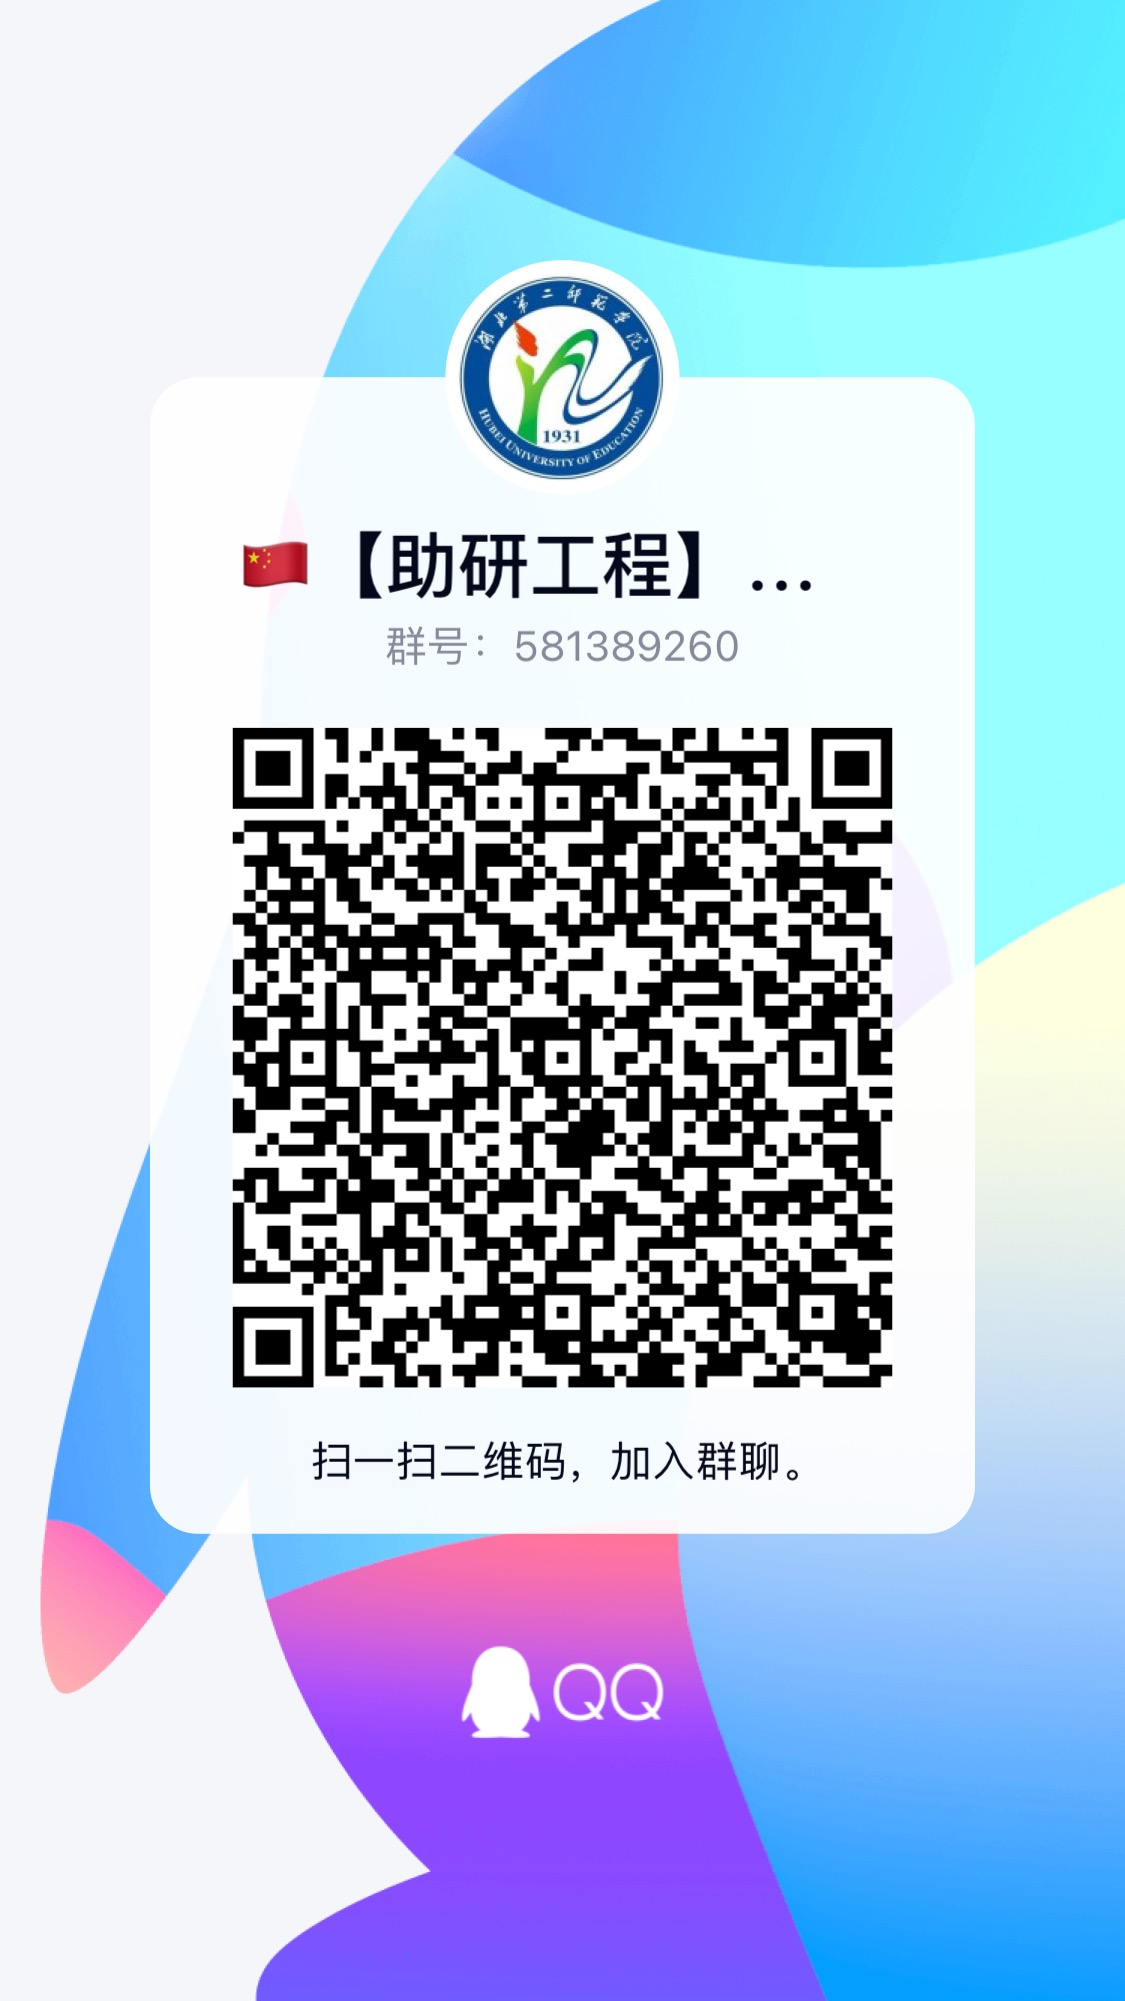 湖北第二师范学院
1931
HUBEI UNIVERSITY OF EDUCATION
🇨🇳【助研工程】...
群号：581389260
扫一扫二维码，加入群聊。
QQ